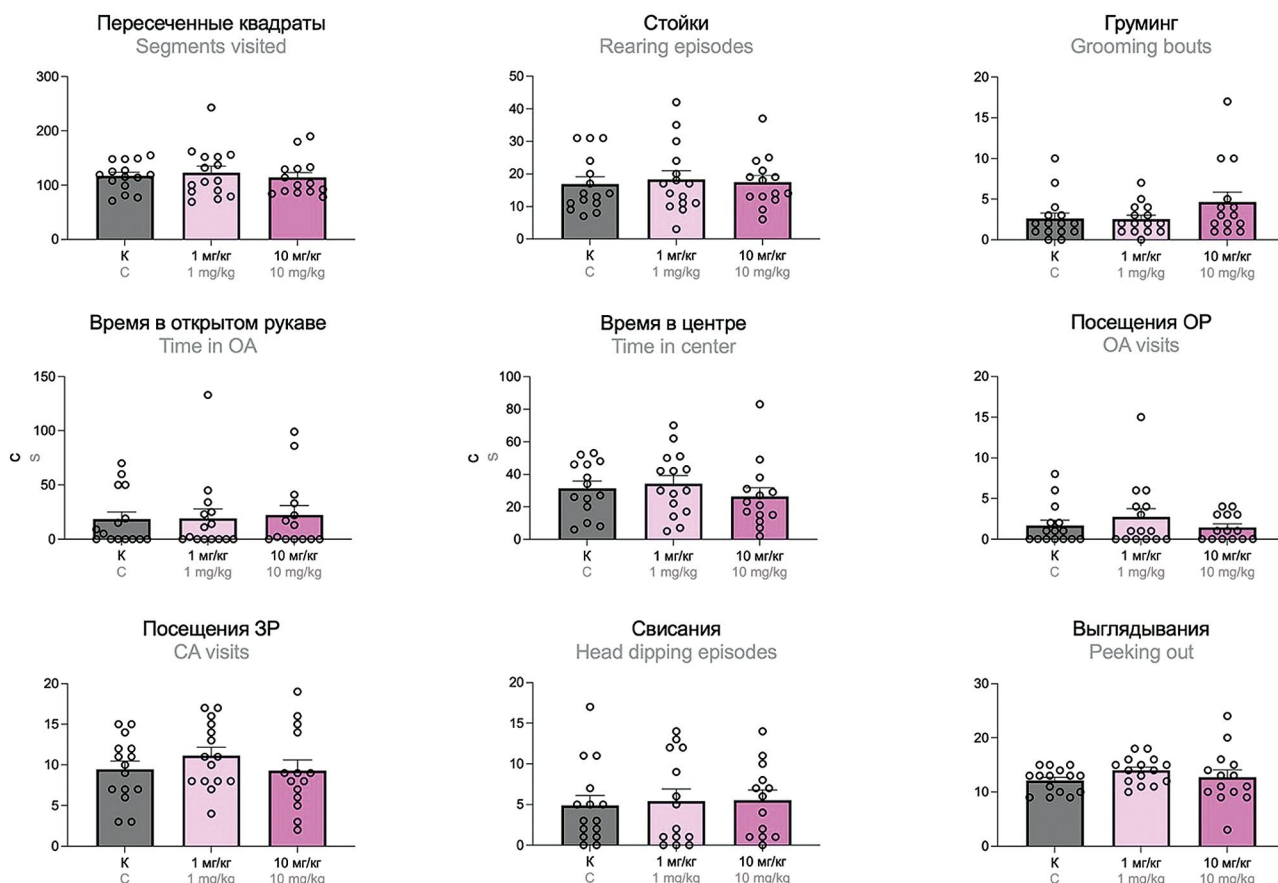 Пересеченные квадраты
Segments visited
300
200
100
0
К
C
1 мг/кг
1 mg/kg
10 мг/кг
10 mg/kg
Стойки
Rearing episodes
50
40
30
20
10
0
К
C
1 мг/кг
1 mg/kg
10 мг/кг
10 mg/kg
Груминг
Grooming bouts
20
15
10
5
0
К
C
1 мг/кг
1 mg/kg
10 мг/кг
10 mg/kg
Время в открытом рукаве
Time in OA
150
100
50
0
с
s
К
C
1 мг/кг
1 mg/kg
10 мг/кг
10 mg/kg
Время в центре
Time in center
100
80
60
40
20
0
с
s
К
C
1 мг/кг
1 mg/kg
10 мг/кг
10 mg/kg
Посещения ОР
OA visits
20
15
10
5
0
К
C
1 мг/кг
1 mg/kg
10 мг/кг
10 mg/kg
Посещения ЗР
CA visits
20
15
10
5
0
К
C
1 мг/кг
1 mg/kg
10 мг/кг
10 mg/kg
Свисания
Head dipping episodes
20
15
10
5
0
К
C
1 мг/кг
1 mg/kg
10 мг/кг
10 mg/kg
Выглядывания
Peeking out
30
20
10
0
К
C
1 мг/кг
1 mg/kg
10 мг/кг
10 mg/kg